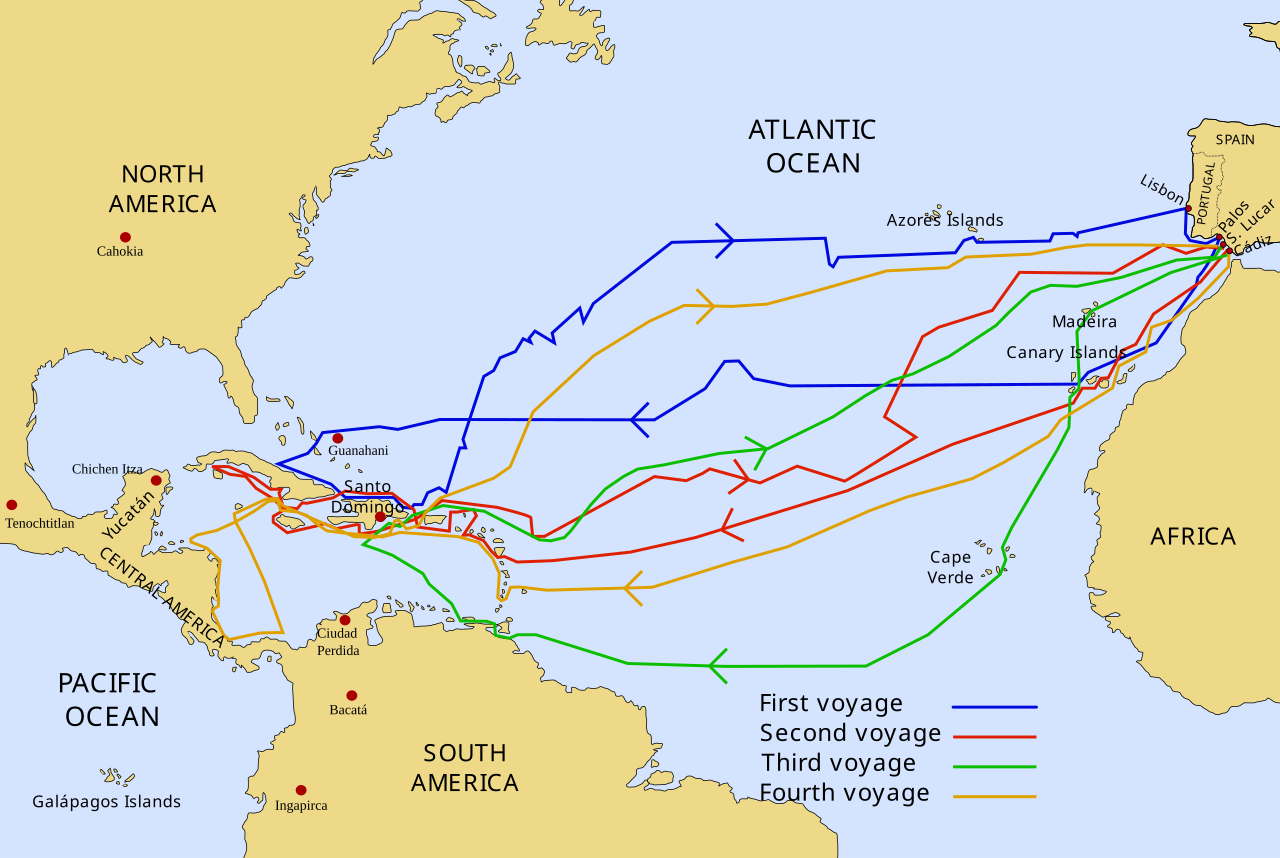 ATLANTIC
OCEAN
SPAIN
PORTUGAL
Lisbon
Palos
S. Lucar
Cádiz
NORTH
AMERICA
Cahokia
Azores Islands
Madeira
Canary Islands
Guanahani
Chichen Itza
Santo
Domingo
Yucatán
Tenochtitlan
CENTRAL AMERICA
AFRICA
Cape
Verde
Ciudad
Perdida
PACIFIC
OCEAN
Bacatá
SOUTH
AMERICA
Galápagos Islands
Ingapirca
First voyage
Second voyage
Third voyage
Fourth voyage